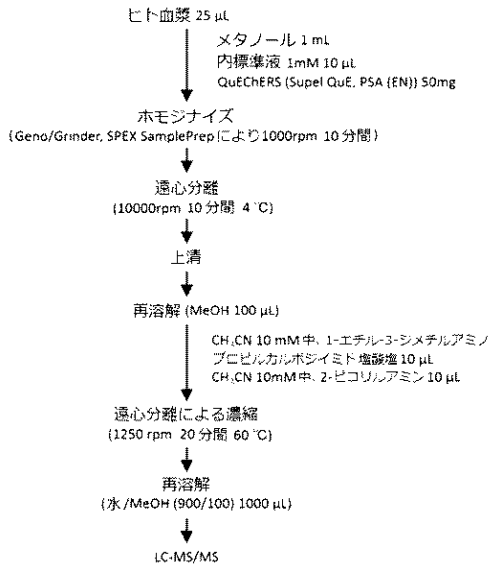 ヒト血漿 25 µL
メタノール 1 mL
内標準液 1mM 10 µL
QuEChERS (Supel QuE, PSA (EN)) 50mg
ホモジナイズ
(Geno/Grinder, SPEX SamplePrepにより1000rpm 10分間)
遠心分離
(10000rpm 10分間 4℃)
上清
再溶解 (MeOH 100 µL)
CH₃CN 10 mM中、1-エチル-3-ジメチルアミノ
プロピルカルボジイミド塩酸塩 10 µL
CH₃CN 10mM中、2-ピコリルアミン 10 µL
遠心分離による濃縮
(1250 rpm 20分間 60℃)
再溶解
(水/MeOH (900/100) 1000 µL)
LC-MS/MS